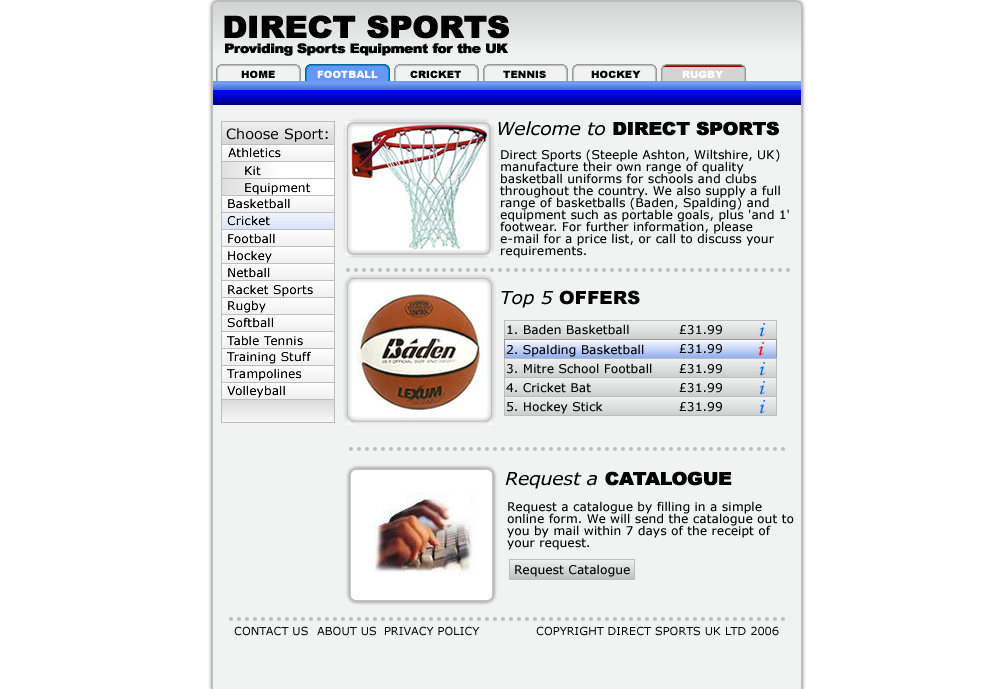 DIRECT SPORTS
Providing Sports Equipment for the UK
HOME FOOTBALL CRICKET TENNIS HOCKEY RUGBY
Choose Sport:
Athletics
Kit
Equipment
Basketball
Cricket
Football
Hockey
Netball
Racket Sports
Rugby
Softball
Table Tennis
Training Stuff
Trampolines
Volleyball
Welcome to DIRECT SPORTS
Direct Sports (Steeple Ashton, Wiltshire, UK)
manufacture their own range of quality
basketball uniforms for schools and clubs
throughout the country. We also supply a full
range of basketballs (Baden, Spalding) and
equipment such as portable goals, plus 'and 1'
footwear. For further information, please
e-mail for a price list, or call to discuss your
requirements.
Baden
LEXUM
Top 5 OFFERS
1. Baden Basketball £31.99 i
2. Spalding Basketball £31.99 i
3. Mitre School Football £31.99 i
4. Cricket Bat £31.99 i
5. Hockey Stick £31.99 i
Request a CATALOGUE
Request a catalogue by filling in a simple
online form. We will send the catalogue out to
you by mail within 7 days of the receipt of
your request.
Request Catalogue
CONTACT US ABOUT US PRIVACY POLICY COPYRIGHT DIRECT SPORTS UK LTD 2006